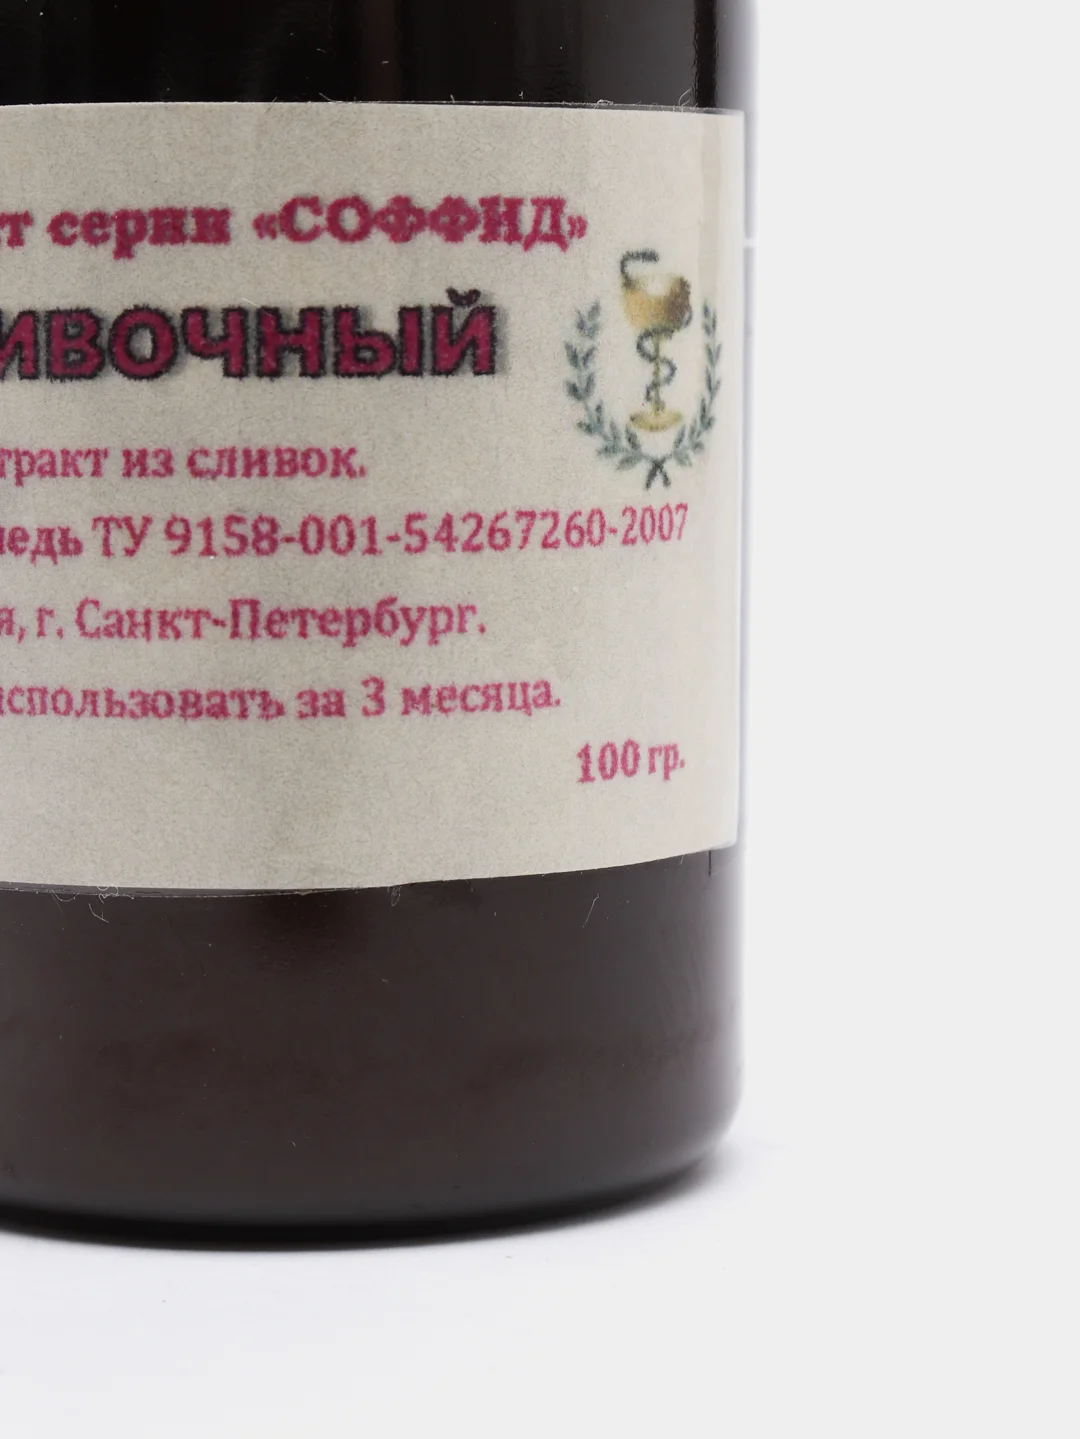 т серии «СОФФИД»
ИВОЧНЫЙ
тракт из сливок.
едь ТУ 9158-001-54267260-2007
я, г. Санкт-Петербург.
использовать за 3 месяца.
100 гр.